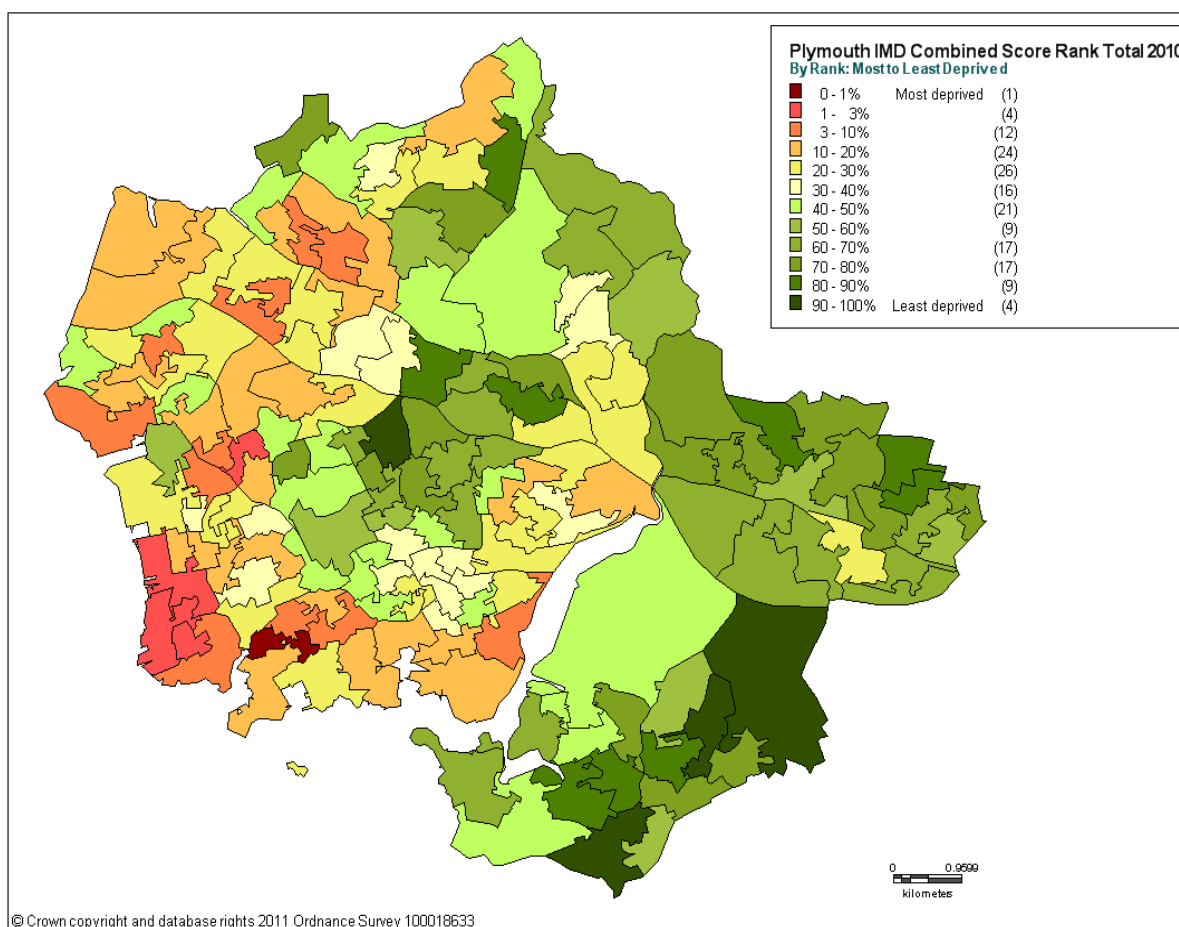 Plymouth IMD Combined Score Rank Total 2010
By Rank: Most to Least Deprived
0 - 1% Most deprived (1)
1 - 3% (4)
3 - 10% (12)
10 - 20% (24)
20 - 30% (26)
30 - 40% (16)
40 - 50% (21)
50 - 60% (9)
60 - 70% (17)
70 - 80% (17)
80 - 90% (9)
90 - 100% Least deprived (4)
0 0.9599
kilometers
© Crown copyright and database rights 2011 Ordnance Survey 100018633